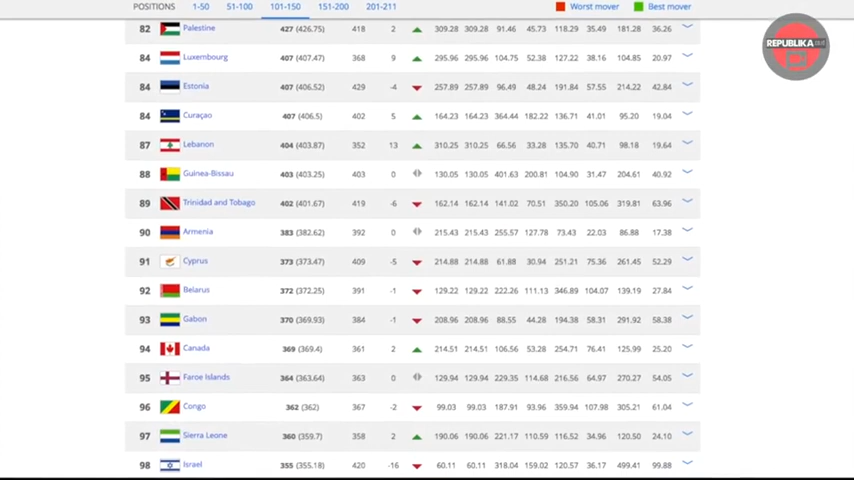 POSITIONS 1-50 51-100 101-150 151-200 201-211 Worst mover Best mover
REPUBLIKA
82 Palestine 427 (426.75) 418 2 309.28 309.28 91.46 45.73 118.29 35.49 181.28 36.26
84 Luxembourg 407 (407.47) 368 9 295.96 295.96 104.75 52.38 127.22 38.16 104.85 20.97
84 Estonia 407 (406.52) 429 -4 257.89 257.89 96.49 48.24 191.84 57.55 214.22 42.84
84 Curaçao 407 (406.5) 402 5 164.23 164.23 364.44 182.22 136.71 41.01 95.20 19.04
87 Lebanon 404 (403.87) 352 13 310.25 310.25 66.56 33.28 135.70 40.71 98.18 19.64
88 Guinea-Bissau 403 (403.25) 403 0 130.05 130.05 401.63 200.81 104.90 31.47 204.61 40.92
89 Trinidad and Tobago 402 (401.67) 419 -6 162.14 162.14 141.02 70.51 350.20 105.06 319.81 63.96
90 Armenia 383 (382.62) 392 0 215.43 215.43 255.57 127.78 73.43 22.03 86.88 17.38
91 Cyprus 373 (373.47) 409 -5 214.88 214.88 61.88 30.94 251.21 75.36 261.45 52.29
92 Belarus 372 (372.25) 391 -1 129.22 129.22 222.26 111.13 346.89 104.07 139.19 27.84
93 Gabon 370 (369.93) 384 -1 208.96 208.96 88.55 44.28 194.38 58.31 291.92 58.38
94 Canada 369 (369.4) 361 2 214.51 214.51 106.56 53.28 254.71 76.41 125.99 25.20
95 Faroe Islands 364 (363.64) 363 0 129.94 129.94 229.35 114.68 216.56 64.97 270.27 54.05
96 Congo 362 (362) 367 -2 99.03 99.03 187.91 93.96 359.94 107.98 305.21 61.04
97 Sierra Leone 360 (359.7) 358 2 190.06 190.06 221.17 110.59 116.52 34.96 120.50 24.10
98 Israel 355 (355.18) 420 -16 60.11 60.11 318.04 159.02 120.57 36.17 499.41 99.88